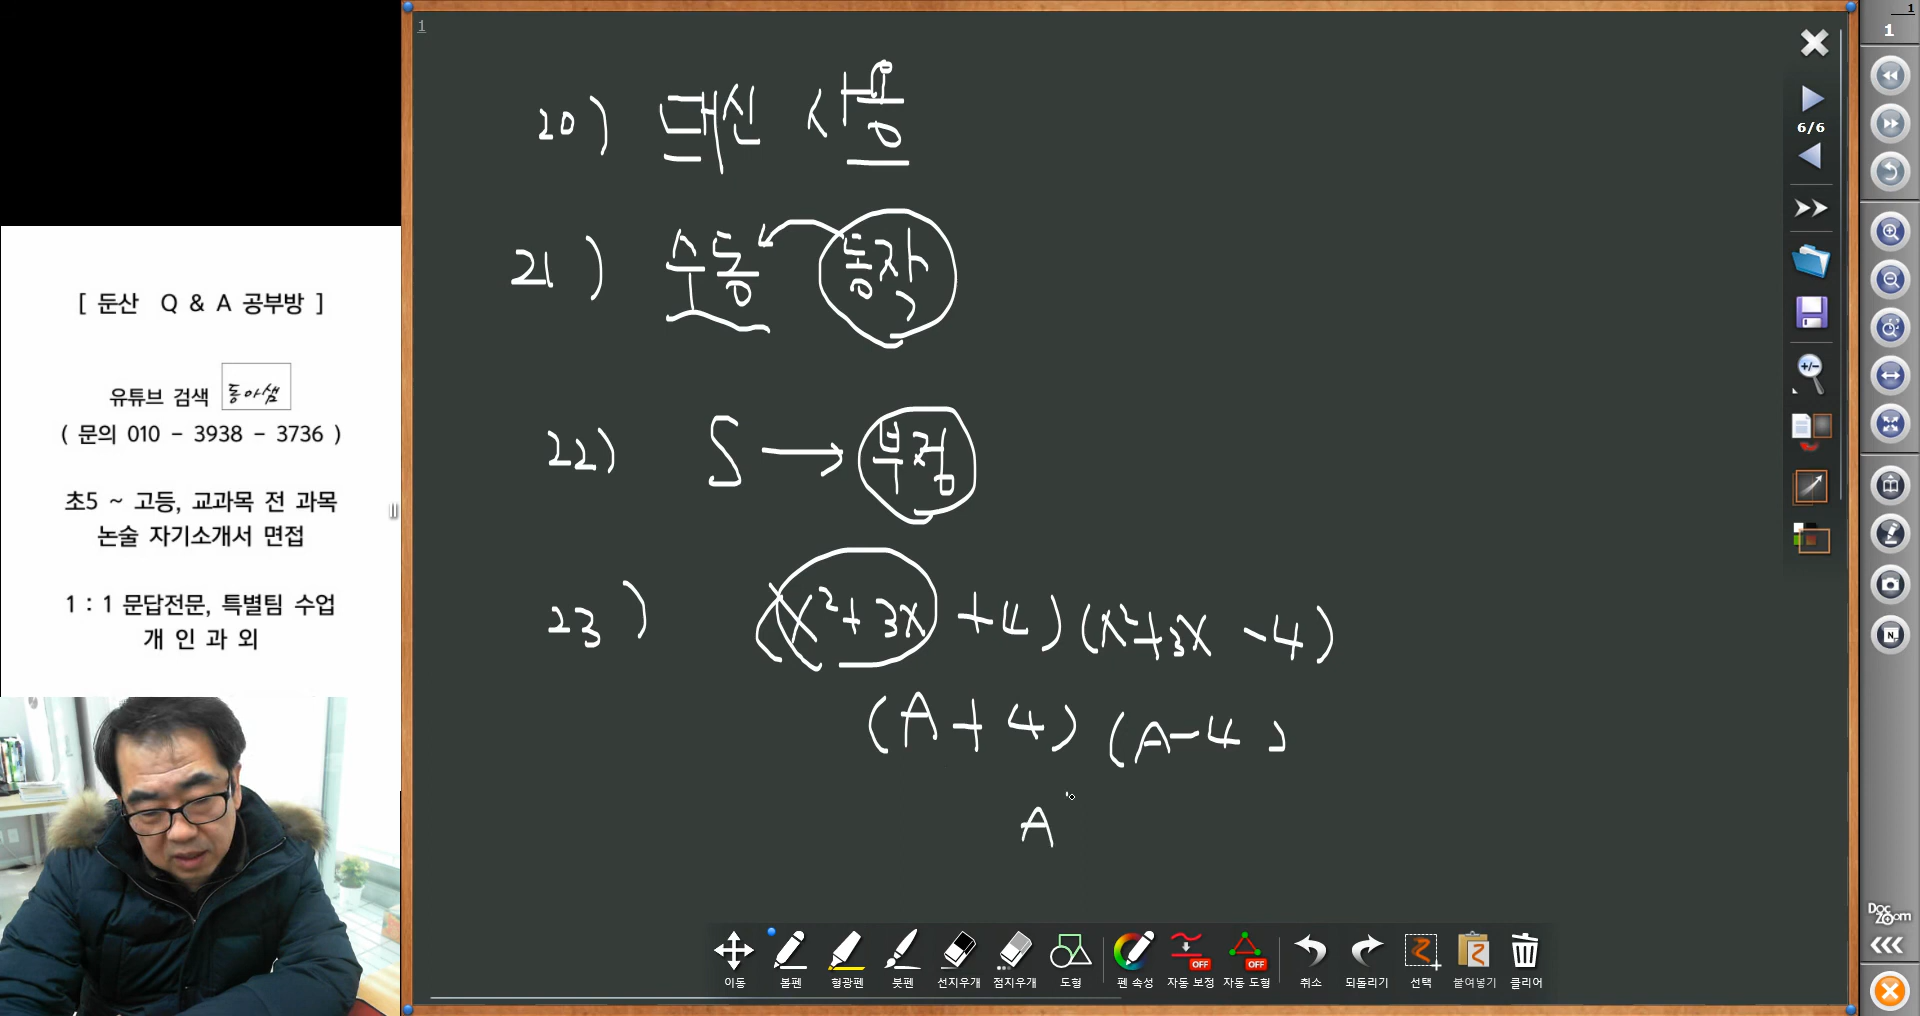 1
1
1
20) 대신 사용
21) 수동 동작
22) S → 부정
23) (x²+3x+4)(x²+3x-4)
(A+4)(A-4)
A
[ 둔산 Q & A 공부방 ]
유튜브 검색 동아샘
( 문의 010 - 3938 - 3736 )
초5 ~ 고등, 교과목 전 과목
논술 자기소개서 면접
1 : 1 문답전문, 특별팀 수업
개 인 과 외
6/6
+/-
N
Doc Zoom
이동 볼펜 형광펜 붓펜 선지우개 점지우개 도형 펜 속성 OFF 자동 보정 OFF 자동 도형 취소 되돌리기 선택 붙여넣기 클리어